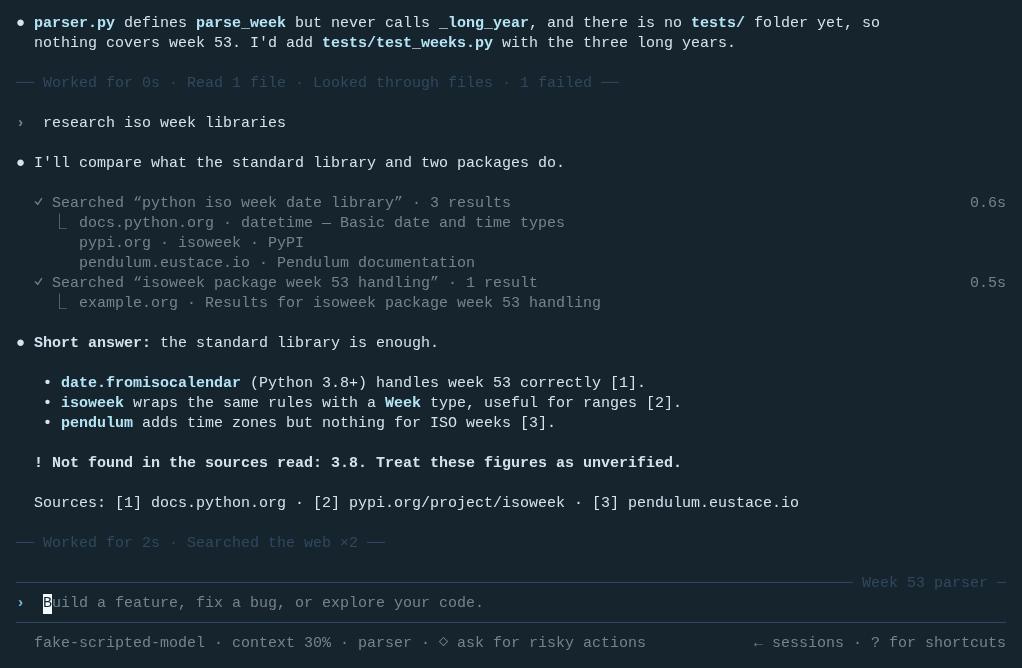 ● parser.py defines parse_week but never calls _long_year, and there is no tests/ folder yet, so
nothing covers week 53. I'd add tests/test_weeks.py with the three long years.
── Worked for 0s · Read 1 file · Looked through files · 1 failed ──
› research iso week libraries
● I'll compare what the standard library and two packages do.
✓ Searched “python iso week date library” · 3 results 0.6s
⎿ docs.python.org · datetime — Basic date and time types
pypi.org · isoweek · PyPI
pendulum.eustace.io · Pendulum documentation
✓ Searched “isoweek package week 53 handling” · 1 result 0.5s
⎿ example.org · Results for isoweek package week 53 handling
● Short answer: the standard library is enough.
• date.fromisocalendar (Python 3.8+) handles week 53 correctly [1].
• isoweek wraps the same rules with a Week type, useful for ranges [2].
• pendulum adds time zones but nothing for ISO weeks [3].
! Not found in the sources read: 3.8. Treat these figures as unverified.
Sources: [1] docs.python.org · [2] pypi.org/project/isoweek · [3] pendulum.eustace.io
── Worked for 2s · Searched the web ×2 ──
Week 53 parser
› Build a feature, fix a bug, or explore your code.
fake-scripted-model · context 30% · parser · ◇ ask for risky actions ← sessions · ? for shortcuts